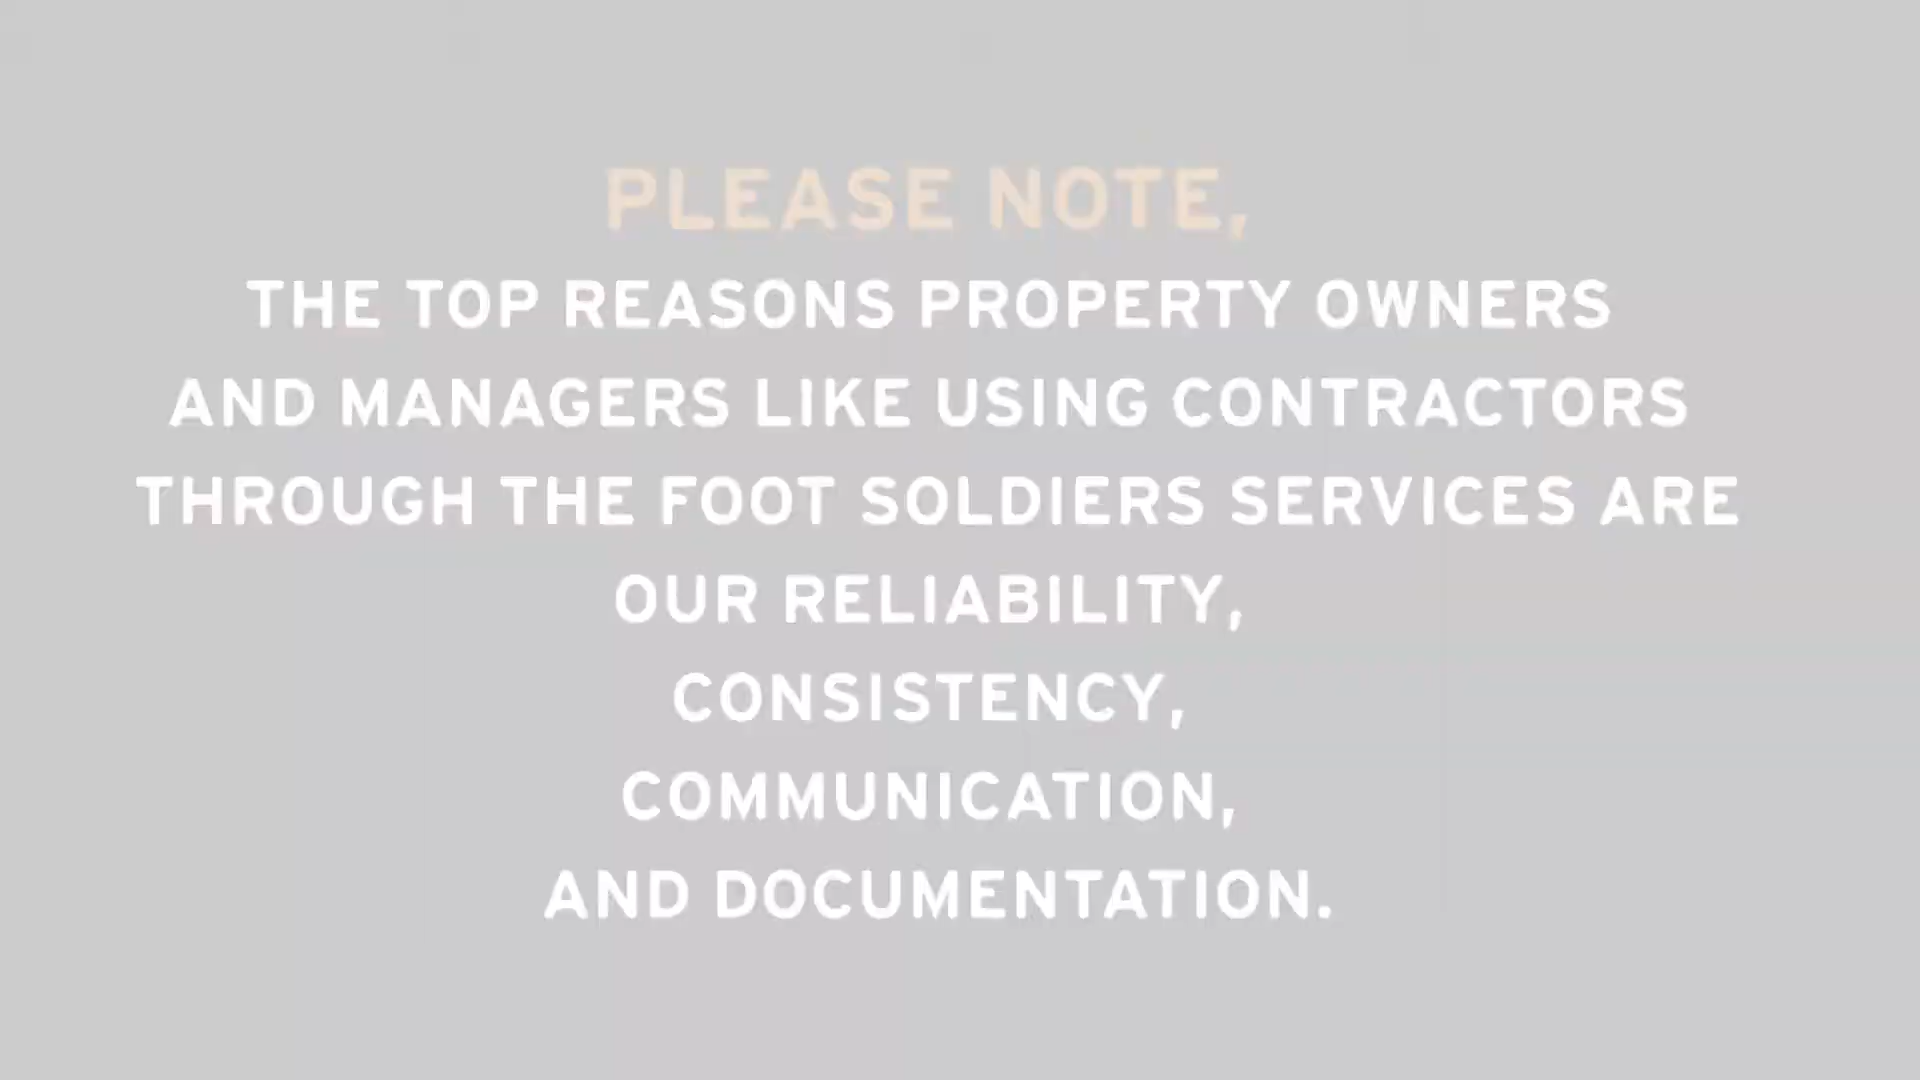 PLEASE NOTE,
THE TOP REASONS PROPERTY OWNERS
AND MANAGERS LIKE USING CONTRACTORS
THROUGH THE FOOT SOLDIERS SERVICES ARE
OUR RELIABILITY,
CONSISTENCY,
COMMUNICATION,
AND DOCUMENTATION.